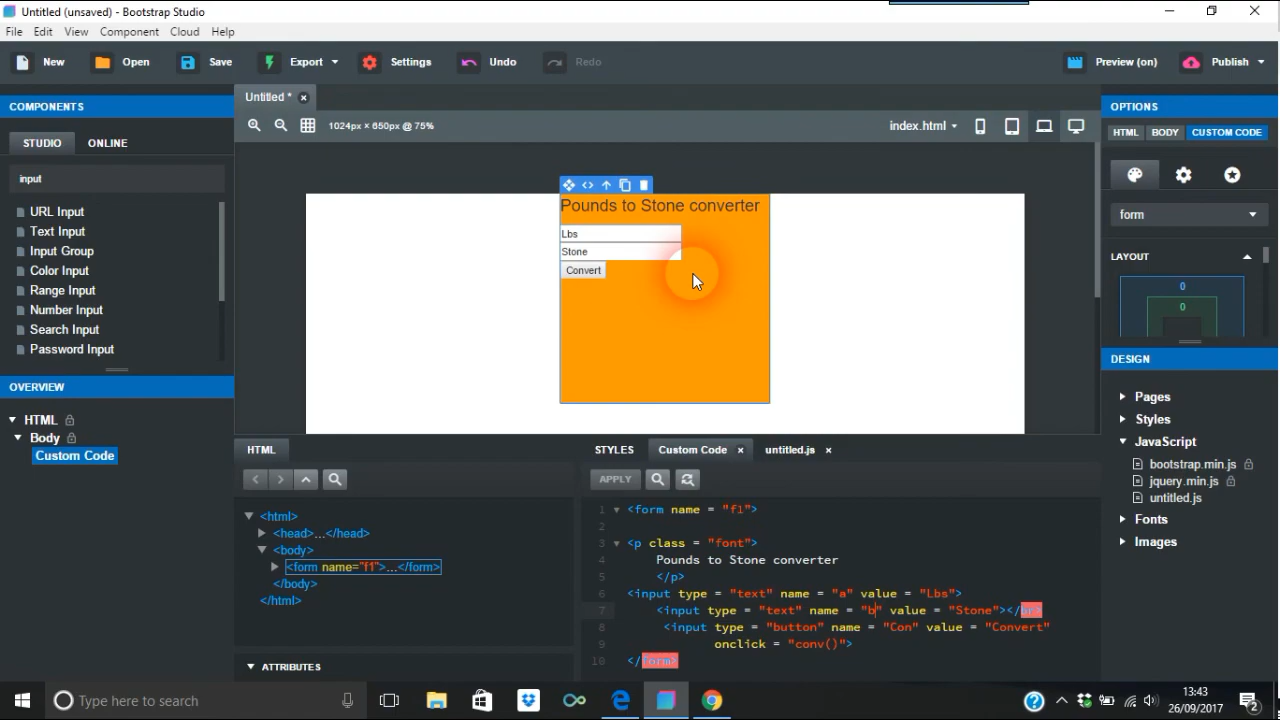 Untitled (unsaved) - Bootstrap Studio
File Edit View Component Cloud Help
New Open Save Export Settings Undo Redo Preview (on) Publish
COMPONENTS
STUDIO ONLINE
input
URL Input
Text Input
Input Group
Color Input
Range Input
Number Input
Search Input
Password Input
OVERVIEW
HTML
Body
Custom Code
Untitled *
1024px × 650px @ 75%
index.html
Pounds to Stone converter
Lbs
Stone
Convert
OPTIONS
HTML BODY CUSTOM CODE
form
LAYOUT
0
0
DESIGN
Pages
Styles
JavaScript
bootstrap.min.js
jquery.min.js
untitled.js
Fonts
Images
HTML
<html>
<head>...</head>
<body>
<form name="f1">...</form>
</body>
</html>
ATTRIBUTES
STYLES Custom Code untitled.js
APPLY
1 <form name = "f1">
2
3 <p class = "font">
4 Pounds to Stone converter
5 </p>
6 <input type = "text" name = "a" value = "Lbs">
7 <input type = "text" name = "b" value = "Stone"></br>
8 <input type = "button" name = "Con" value = "Convert"
9 onclick = "conv()">
10 </form>
Type here to search
13:43
26/09/2017
2